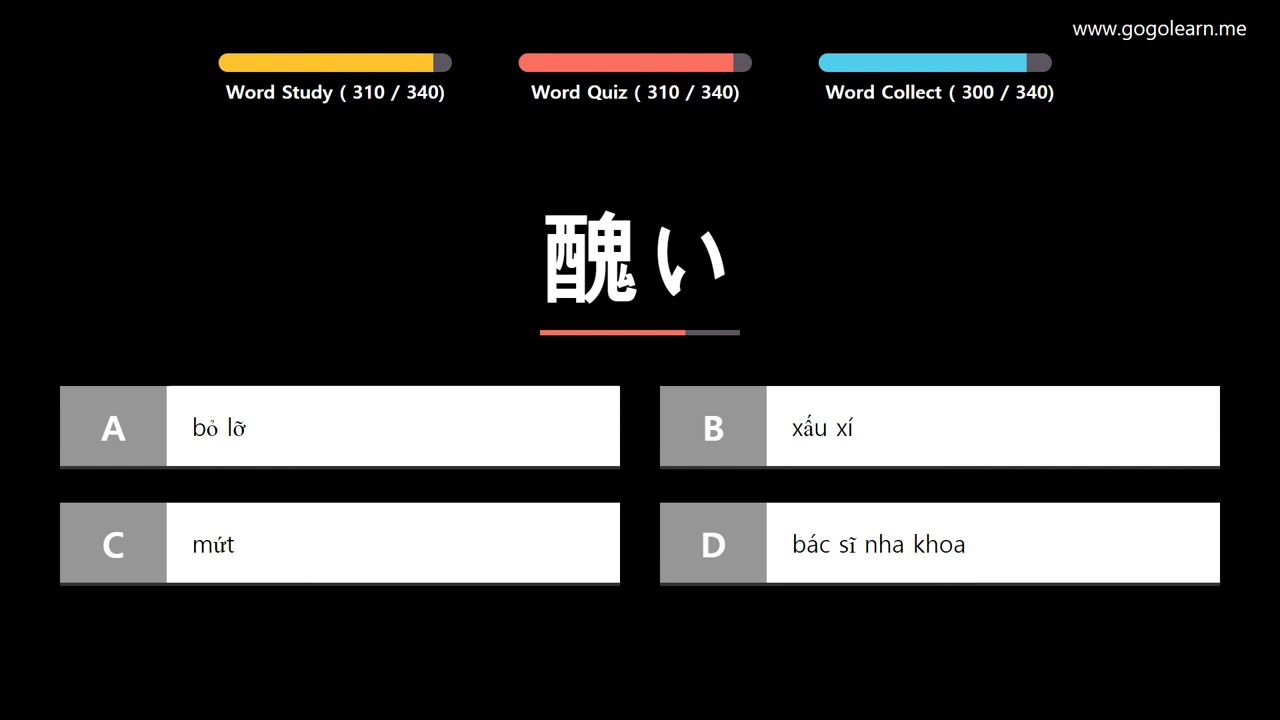 www.gogolearn.me
Word Study ( 310 / 340)
Word Quiz ( 310 / 340)
Word Collect ( 300 / 340)
醜い
A bỏ lỡ
B xấu xí
C mứt
D bác sĩ nha khoa